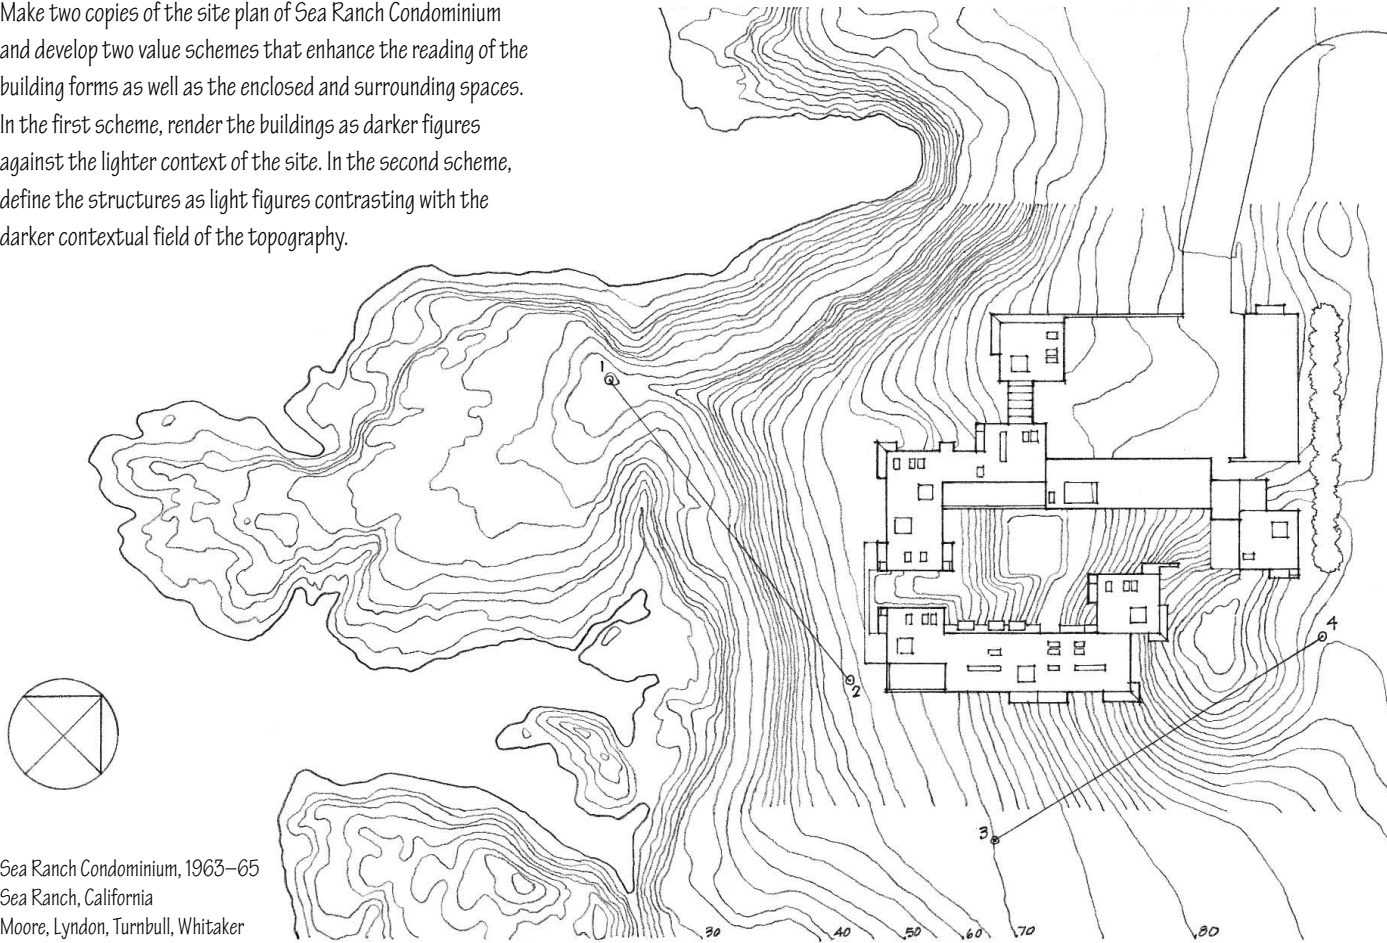 Make two copies of the site plan of Sea Ranch Condominium
and develop two value schemes that enhance the reading of the
building forms as well as the enclosed and surrounding spaces.
In the first scheme, render the buildings as darker figures
against the lighter context of the site. In the second scheme,
define the structures as light figures contrasting with the
darker contextual field of the topography.
1
2
4
3
Sea Ranch Condominium, 1963–65
Sea Ranch, California
Moore, Lyndon, Turnbull, Whitaker
30 40 50 60 70 80